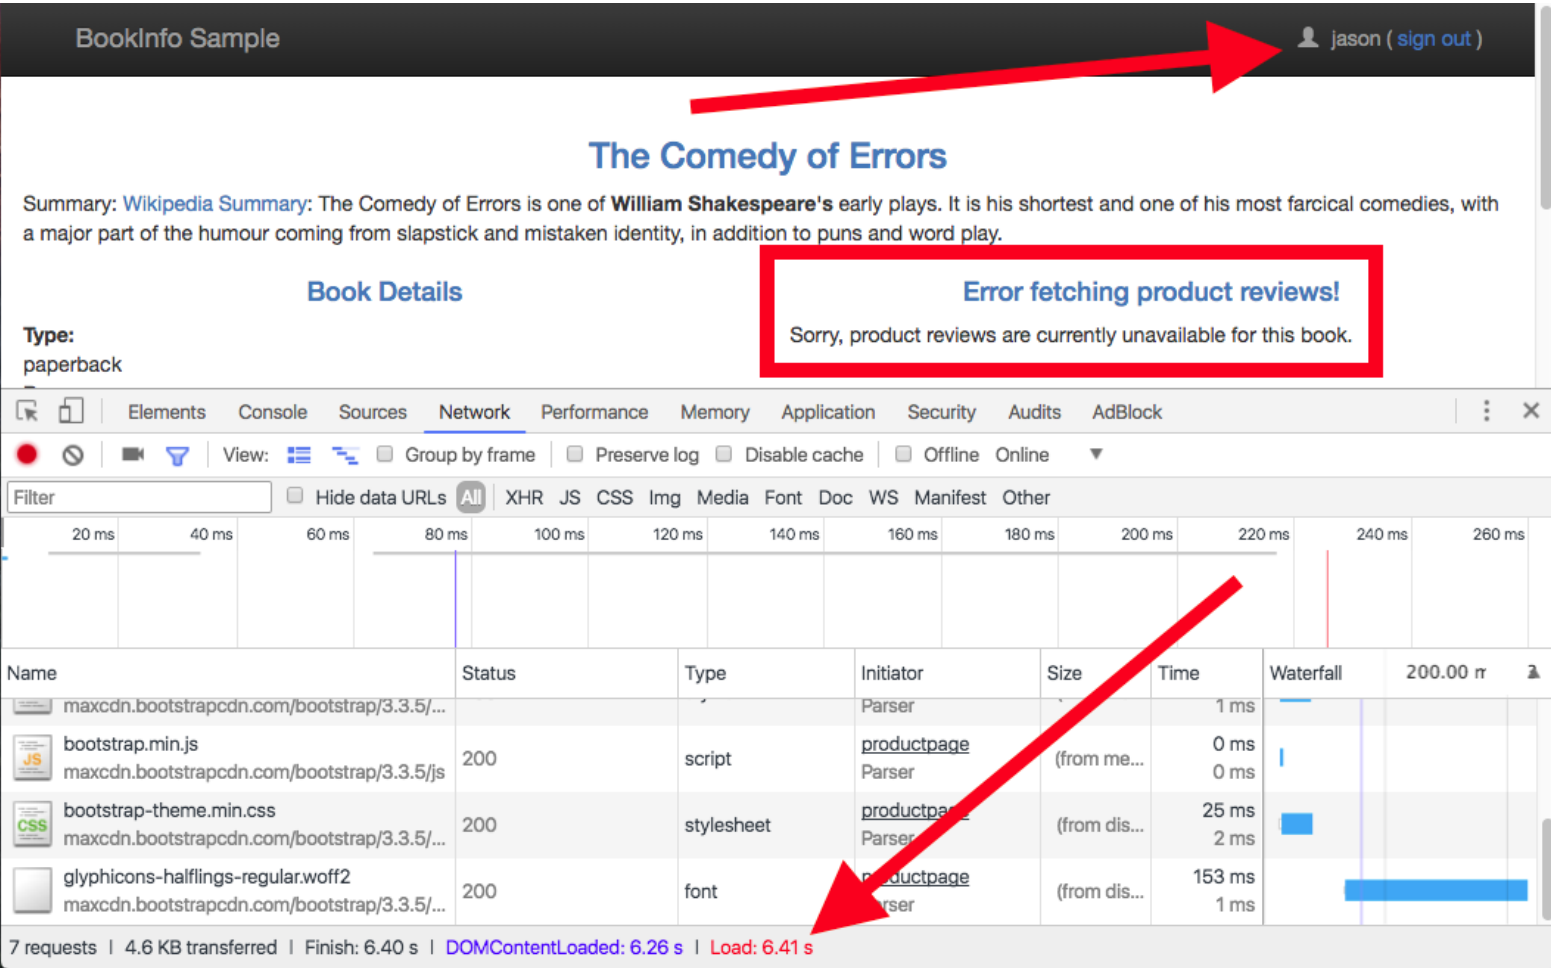 BookInfo Sample
jason ( sign out )
The Comedy of Errors
Summary: Wikipedia Summary: The Comedy of Errors is one of William Shakespeare's early plays. It is his shortest and one of his most farcical comedies, with
a major part of the humour coming from slapstick and mistaken identity, in addition to puns and word play.
Book Details
Error fetching product reviews!
Type:
paperback
Sorry, product reviews are currently unavailable for this book.
Elements Console Sources Network Performance Memory Application Security Audits AdBlock
View: Group by frame Preserve log Disable cache Offline Online
Filter Hide data URLs All XHR JS CSS Img Media Font Doc WS Manifest Other
20 ms 40 ms 60 ms 80 ms 100 ms 120 ms 140 ms 160 ms 180 ms 200 ms 220 ms 240 ms 260 ms
Name Status Type Initiator Size Time Waterfall 200.00
maxcdn.bootstrapcdn.com/bootstrap/3.3.5/... Parser 1 ms
bootstrap.min.js productpage 0 ms
JS 200 script (from me...
maxcdn.bootstrapcdn.com/bootstrap/3.3.5/js Parser 0 ms
bootstrap-theme.min.css 25 ms
CSS 200 stylesheet (from dis...
maxcdn.bootstrapcdn.com/bootstrap/3.3.5/... Parser 2 ms
glyphicons-halflings-regular.woff2 153 ms
200 font (from dis...
maxcdn.bootstrapcdn.com/bootstrap/3.3.5/... 1 ms
7 requests | 4.6 KB transferred | Finish: 6.40 s | DOMContentLoaded: 6.26 s | Load: 6.41 s